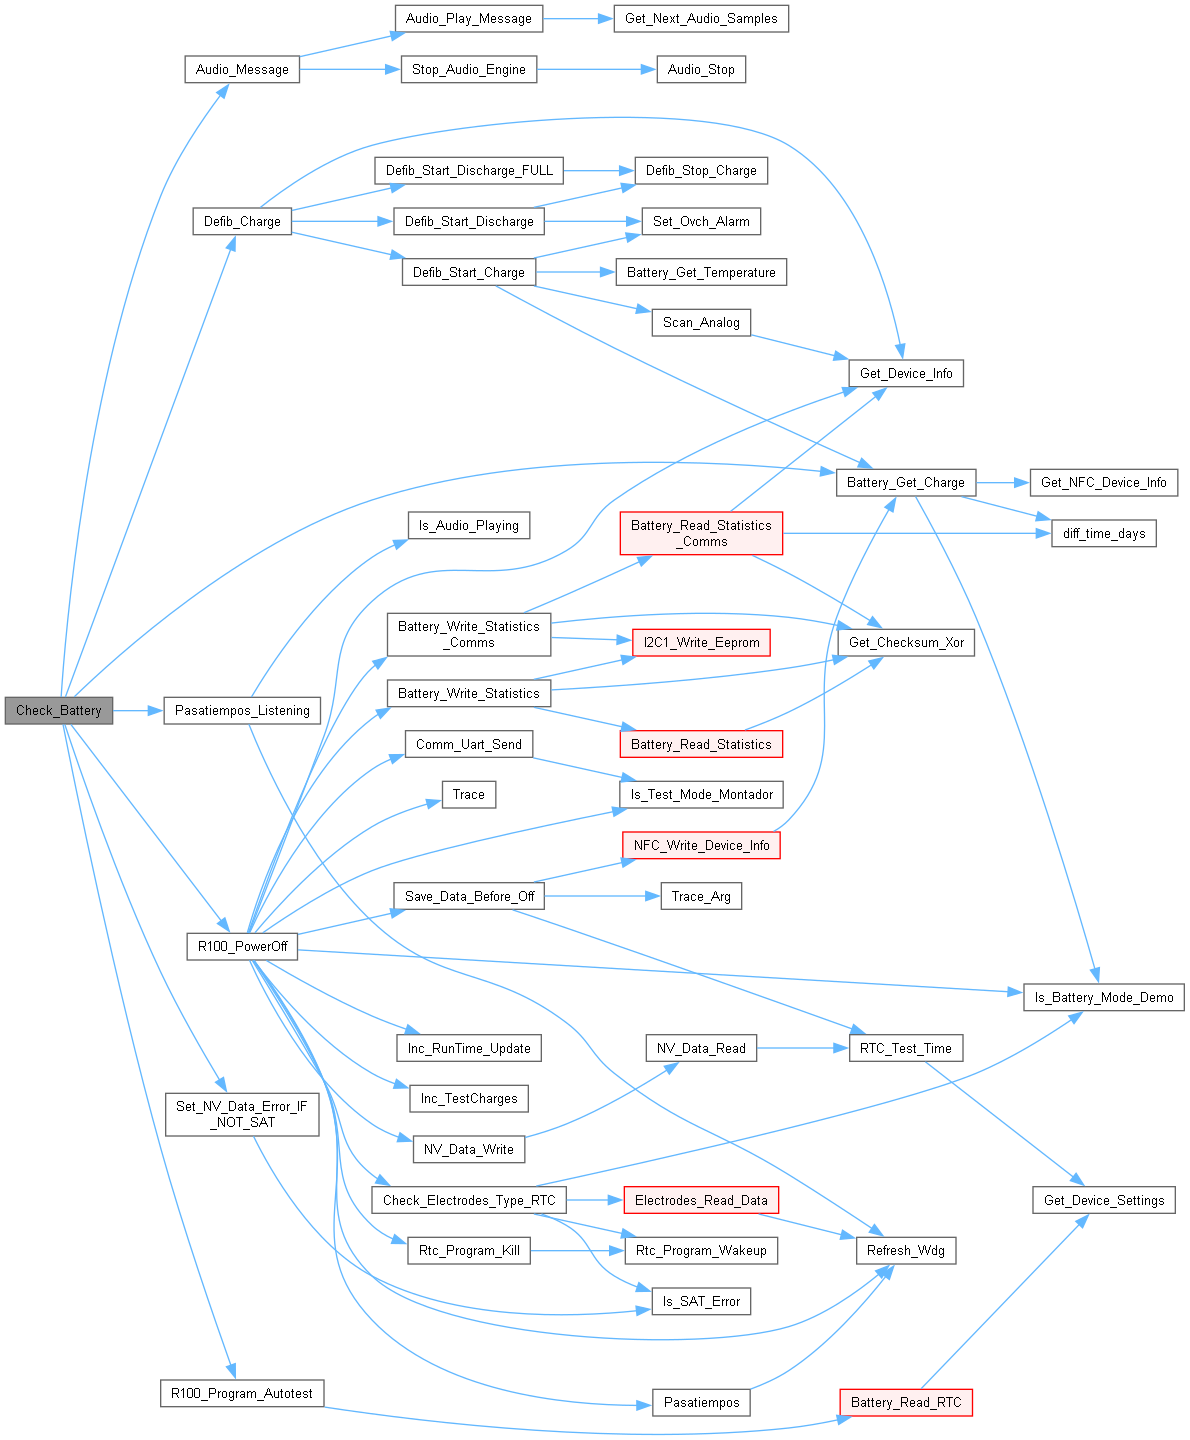 Audio_Play_Message
Get_Next_Audio_Samples
Audio_Message
Stop_Audio_Engine
Audio_Stop
Defib_Start_Discharge_FULL
Defib_Stop_Charge
Defib_Charge
Defib_Start_Discharge
Set_Ovch_Alarm
Defib_Start_Charge
Battery_Get_Temperature
Scan_Analog
Get_Device_Info
Battery_Get_Charge
Get_NFC_Device_Info
Is_Audio_Playing
Battery_Read_Statistics
_Comms
diff_time_days
Battery_Write_Statistics
_Comms
I2C1_Write_Eeprom
Get_Checksum_Xor
Battery_Write_Statistics
Check_Battery
Pasatiempos_Listening
Comm_Uart_Send
Battery_Read_Statistics
Trace
Is_Test_Mode_Montador
NFC_Write_Device_Info
Save_Data_Before_Off
Trace_Arg
R100_PowerOff
Is_Battery_Mode_Demo
Inc_RunTime_Update
NV_Data_Read
RTC_Test_Time
Inc_TestCharges
Set_NV_Data_Error_IF
_NOT_SAT
NV_Data_Write
Check_Electrodes_Type_RTC
Electrodes_Read_Data
Get_Device_Settings
Rtc_Program_Kill
Rtc_Program_Wakeup
Refresh_Wdg
Is_SAT_Error
R100_Program_Autotest
Pasatiempos
Battery_Read_RTC